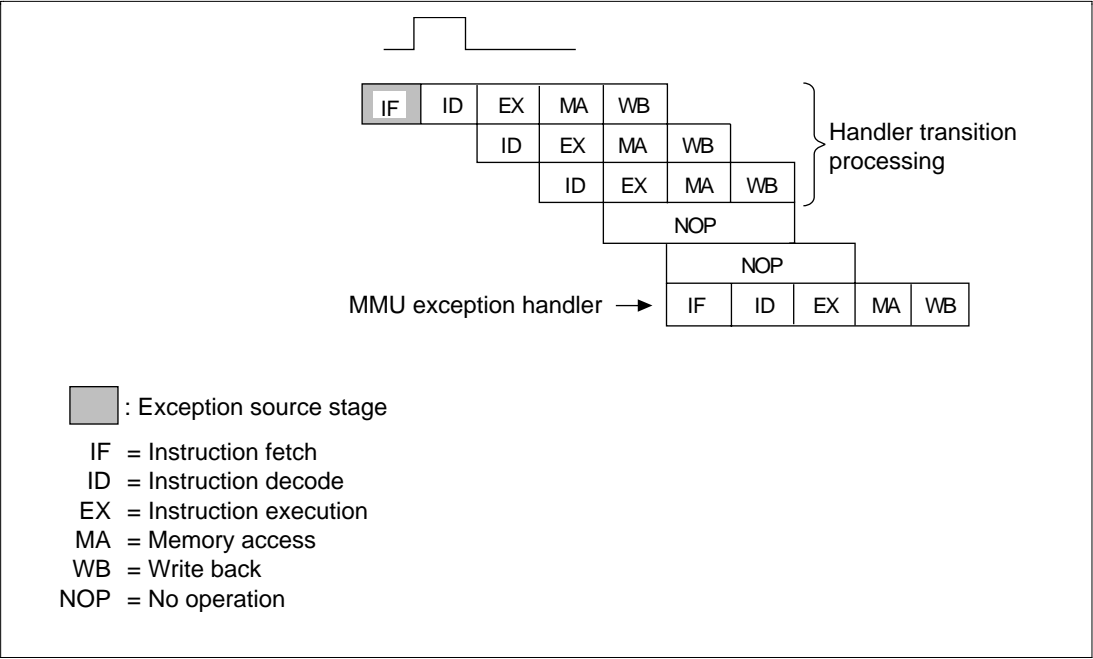 IF ID EX MA WB
ID EX MA WB
Handler transition
processing
ID EX MA WB
NOP
NOP
MMU exception handler IF ID EX MA WB
: Exception source stage
IF = Instruction fetch
ID = Instruction decode
EX = Instruction execution
MA = Memory access
WB = Write back
NOP = No operation